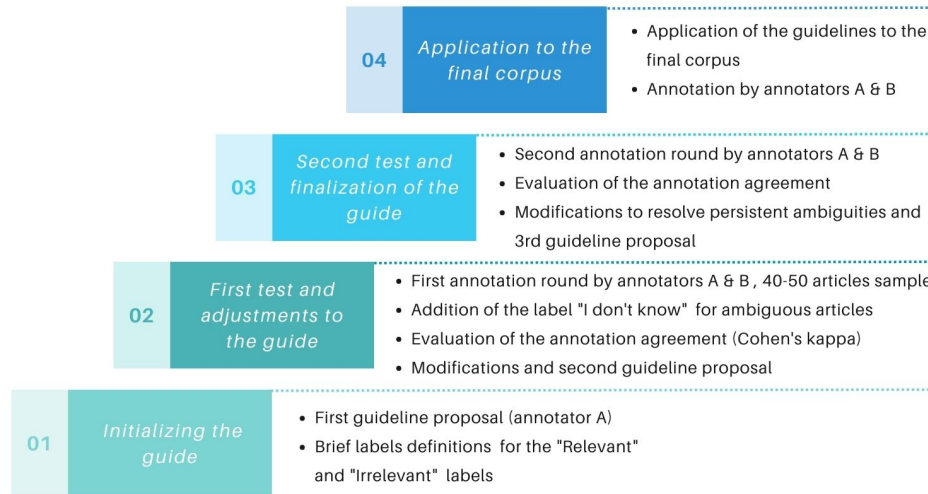 04
Application to the
final corpus
• Application of the guidelines to the
final corpus
• Annotation by annotators A & B
03
Second test and
finalization of the
guide
• Second annotation round by annotators A & B
• Evaluation of the annotation agreement
• Modifications to resolve persistent ambiguities and
3rd guideline proposal
02
First test and
adjustments to
the guide
• First annotation round by annotators A & B , 40-50 articles sample
• Addition of the label "I don't know" for ambiguous articles
• Evaluation of the annotation agreement (Cohen's kappa)
• Modifications and second guideline proposal
01
Initializing the
guide
• First guideline proposal (annotator A)
• Brief labels definitions for the "Relevant"
and "Irrelevant" labels